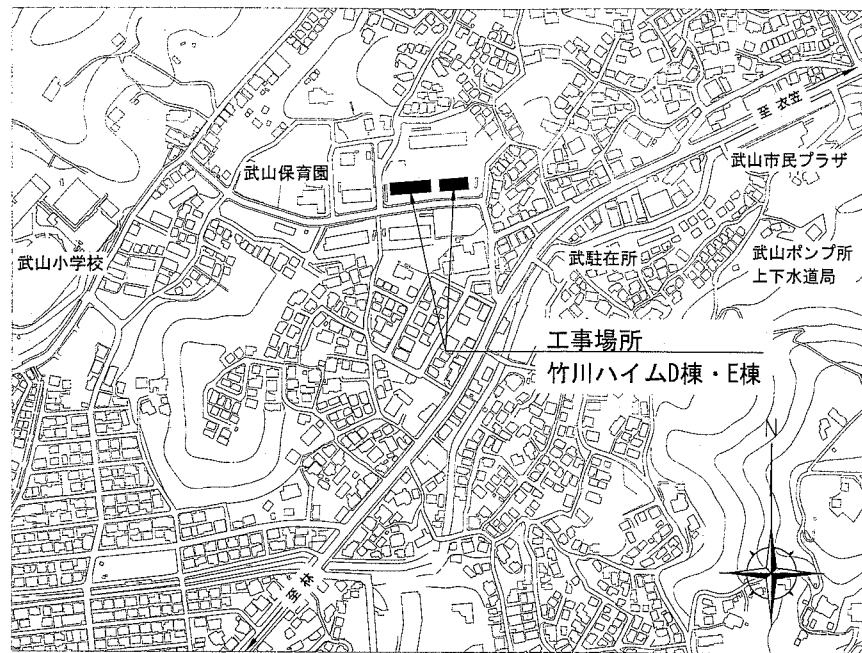 至 衣笠
武山市民プラザ
武山保育園
武山小学校
武駐在所
武山ポンプ所
上下水道局
工事場所
竹川ハイムD棟・E棟
N
至 林